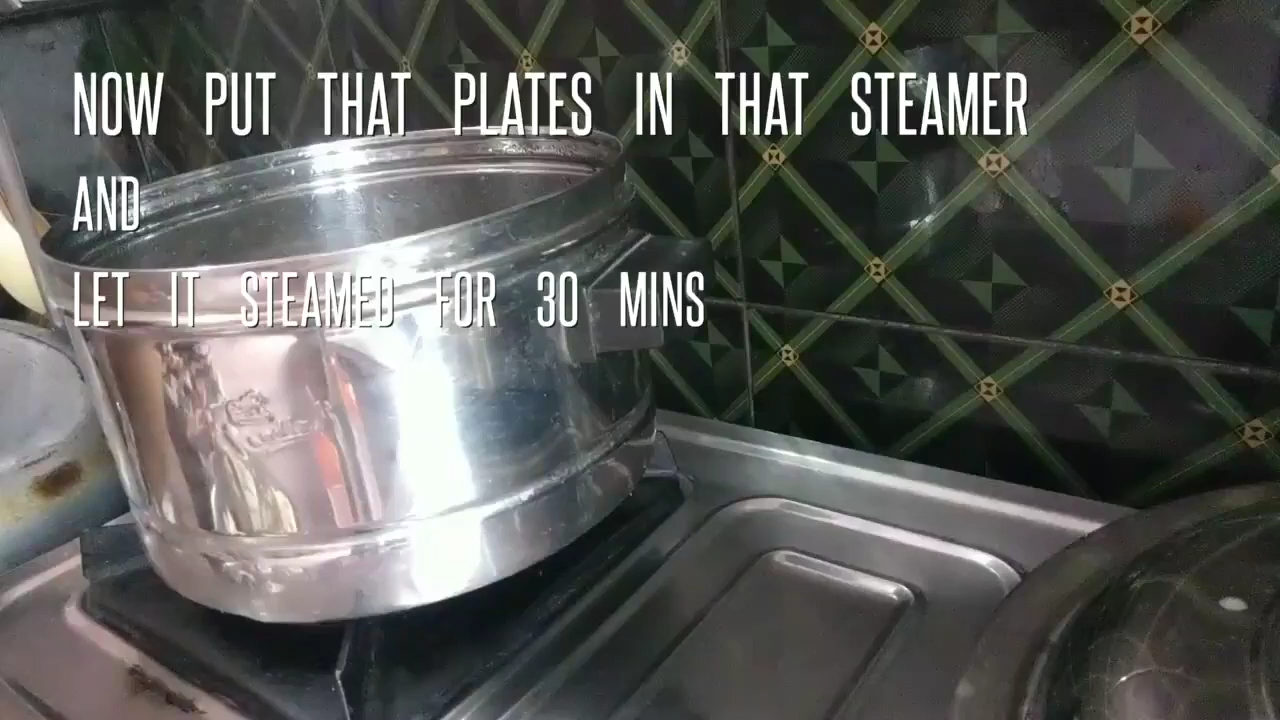 NOW PUT THAT PLATES IN THAT STEAMER
AND
LET IT STEAMED FOR 30 MINS